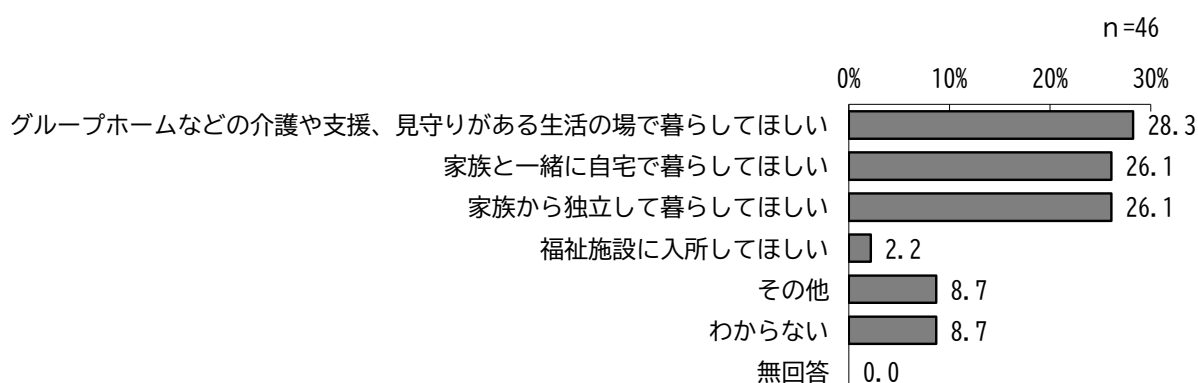 n=46
0% 10% 20% 30%
グループホームなどの介護や支援、見守りがある生活の場で暮らしてほしい 28.3
家族と一緒に自宅で暮らしてほしい 26.1
家族から独立して暮らしてほしい 26.1
福祉施設に入所してほしい 2.2
その他 8.7
わからない 8.7
無回答 0.0